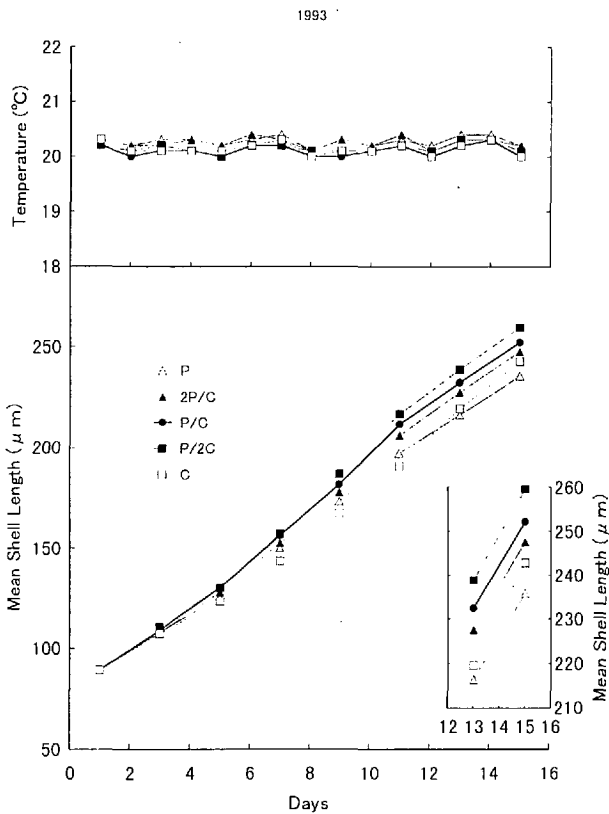 1993
22
21
20
19
18
Temperature (°C)
250
200
150
100
50
Mean Shell Length (μm)
P
2P/C
P/C
P/2C
C
260
250
240
230
220
210
Mean Shell Length (μm)
12 13 14 15 16
0 2 4 6 8 10 12 14 16
Days